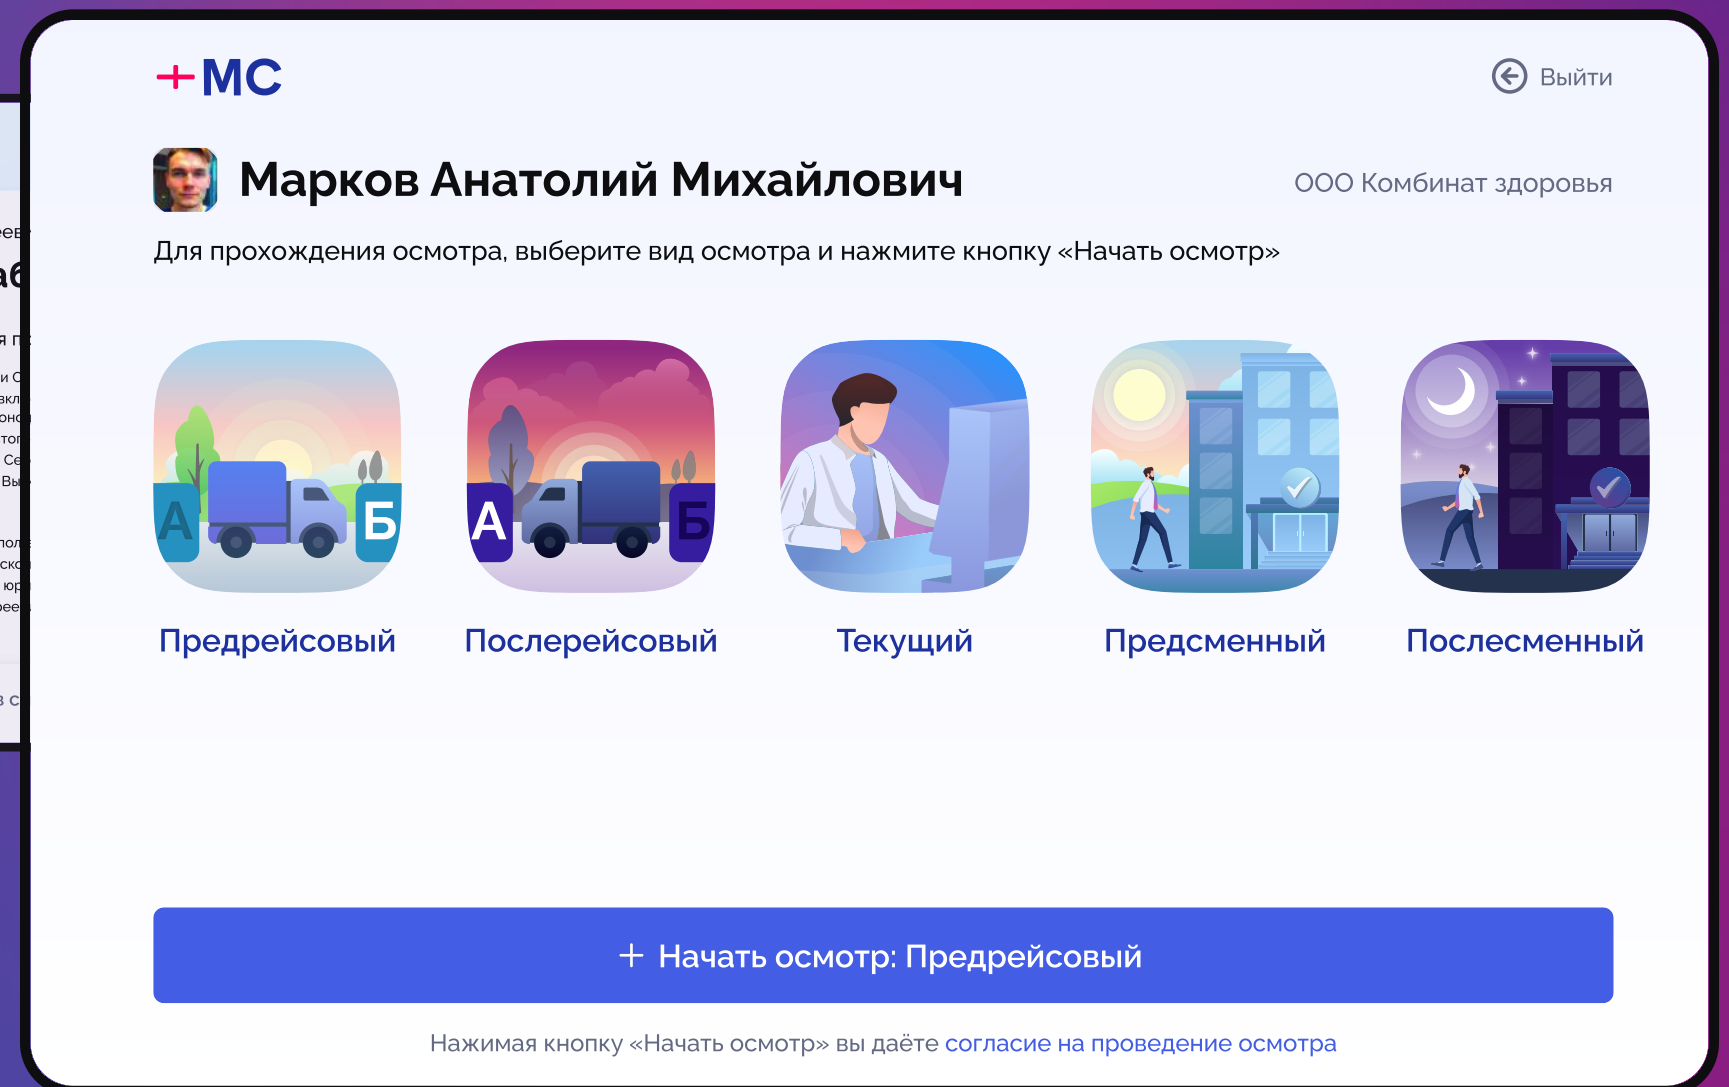 МС
Выйти
Марков Анатолий Михайлович
ООО Комбинат здоровья
Для прохождения осмотра, выберите вид осмотра и нажмите кнопку «Начать осмотр»
А Б
А Б
Предрейсовый
Послерейсовый
Текущий
Предсменный
Послесменный
+ Начать осмотр: Предрейсовый
Нажимая кнопку «Начать осмотр» вы даёте согласие на проведение осмотра